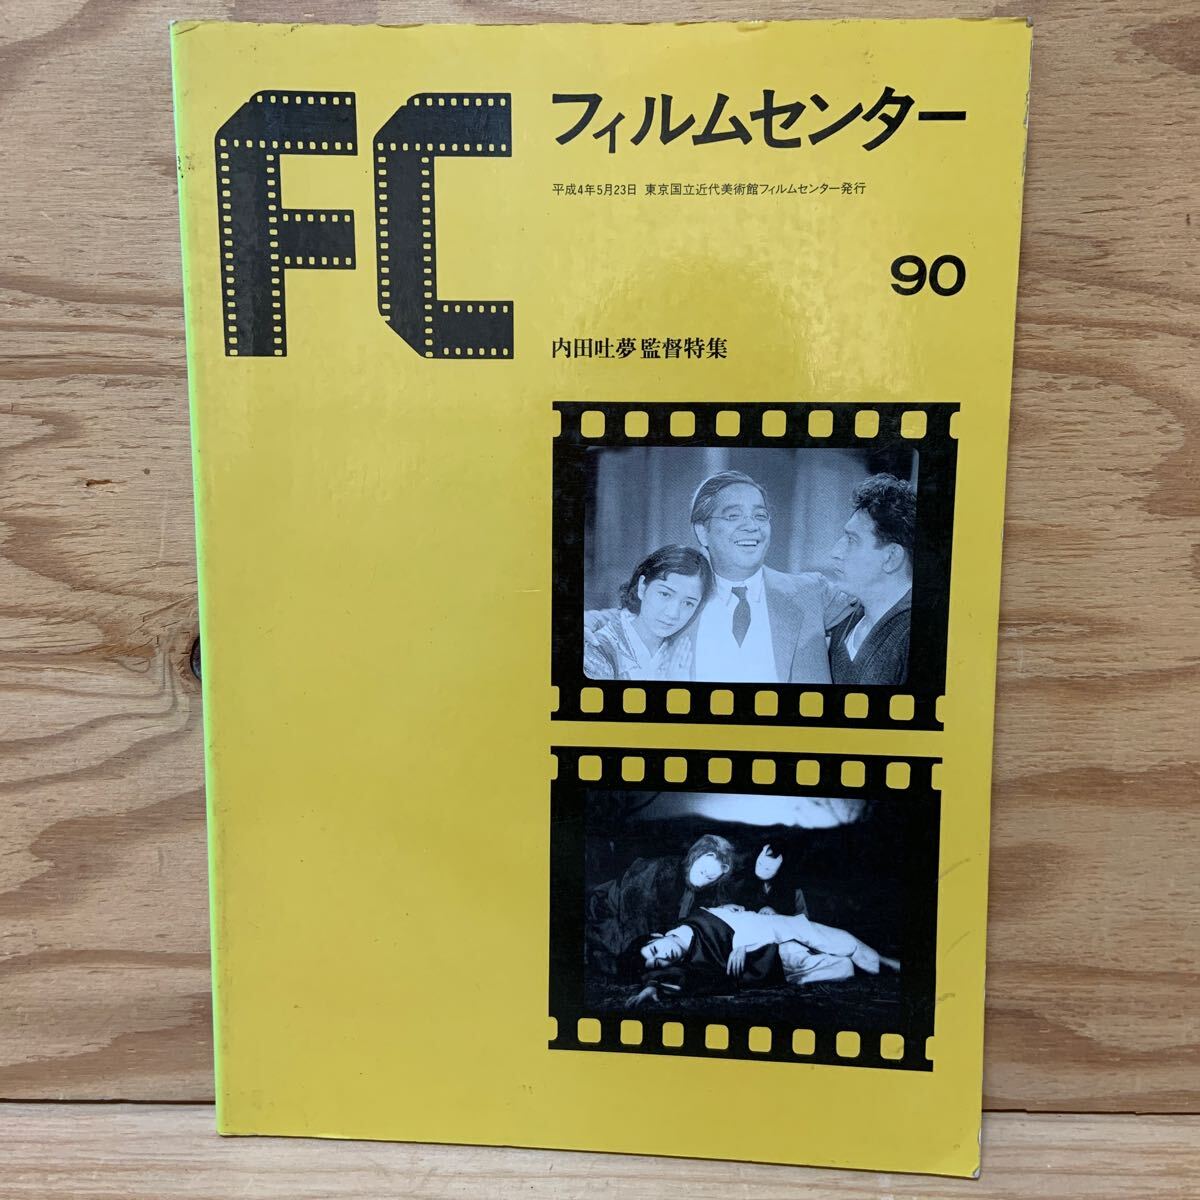 FC
フィルムセンター
平成4年5月23日 東京国立近代美術館フィルムセンター発行
90
内田吐夢監督特集